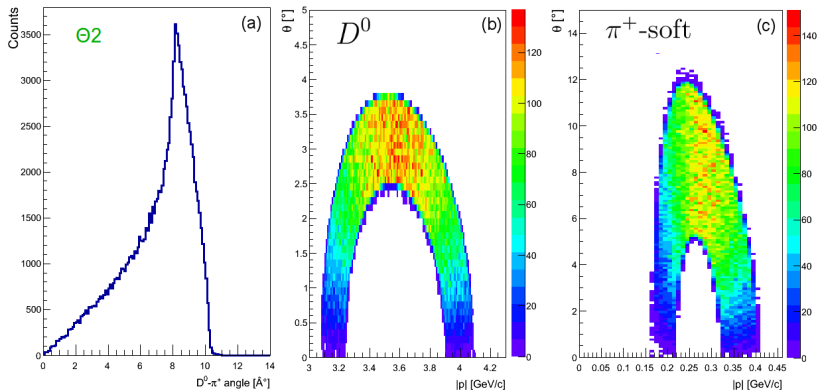 Counts
Θ2
(a)
3500
3000
2500
2000
1500
1000
500
0
0 2 4 6 8 10 12 14
D⁰-π⁺ angle [Â°]
θ [°]
D⁰
(b)
5
4.5
4
3.5
3
2.5
2
1.5
1
0.5
0
3 3.2 3.4 3.6 3.8 4 4.2
|p| [GeV/c]
120
100
80
60
40
20
0
θ [°]
π⁺-soft
(c)
14
12
10
8
6
4
2
0
0 0.05 0.1 0.15 0.2 0.25 0.3 0.35 0.4 0.45
|p| [GeV/c]
140
120
100
80
60
40
20
0